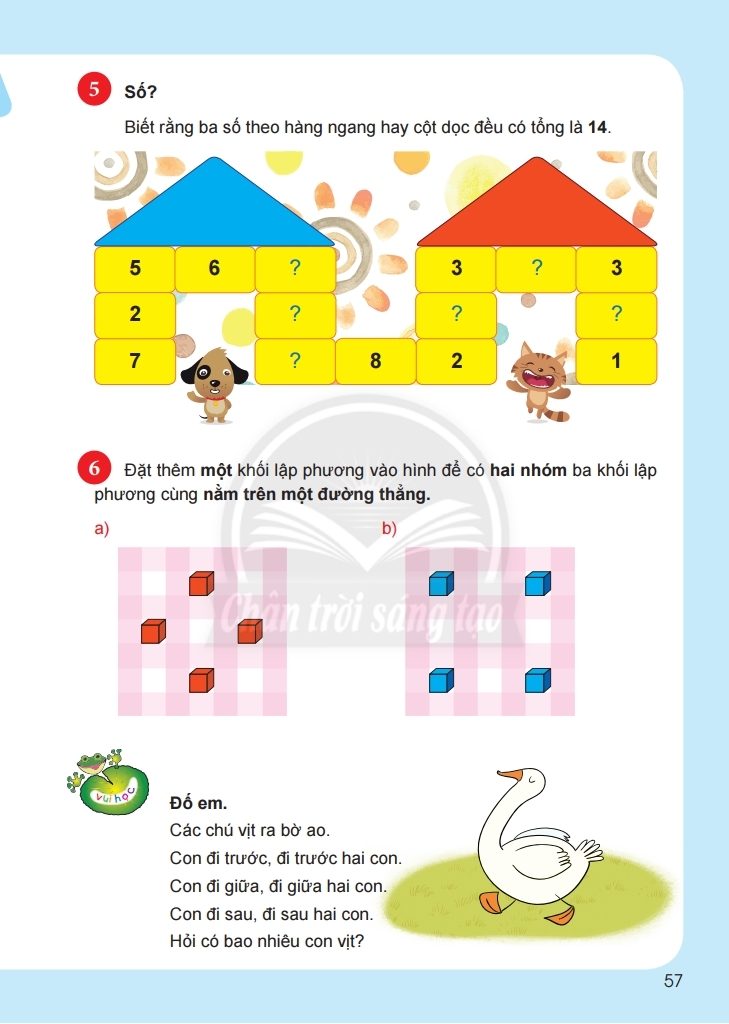 5 Số?
Biết rằng ba số theo hàng ngang hay cột dọc đều có tổng là 14.
5 6 ? 3 ? 3
2 ? ? ?
7 ? 8 2 1
6 Đặt thêm một khối lập phương vào hình để có hai nhóm ba khối lập
phương cùng nằm trên một đường thẳng.
a) b)
Chân trời sáng tạo
vui học
Đố em.
Các chú vịt ra bờ ao.
Con đi trước, đi trước hai con.
Con đi giữa, đi giữa hai con.
Con đi sau, đi sau hai con.
Hỏi có bao nhiêu con vịt?
57